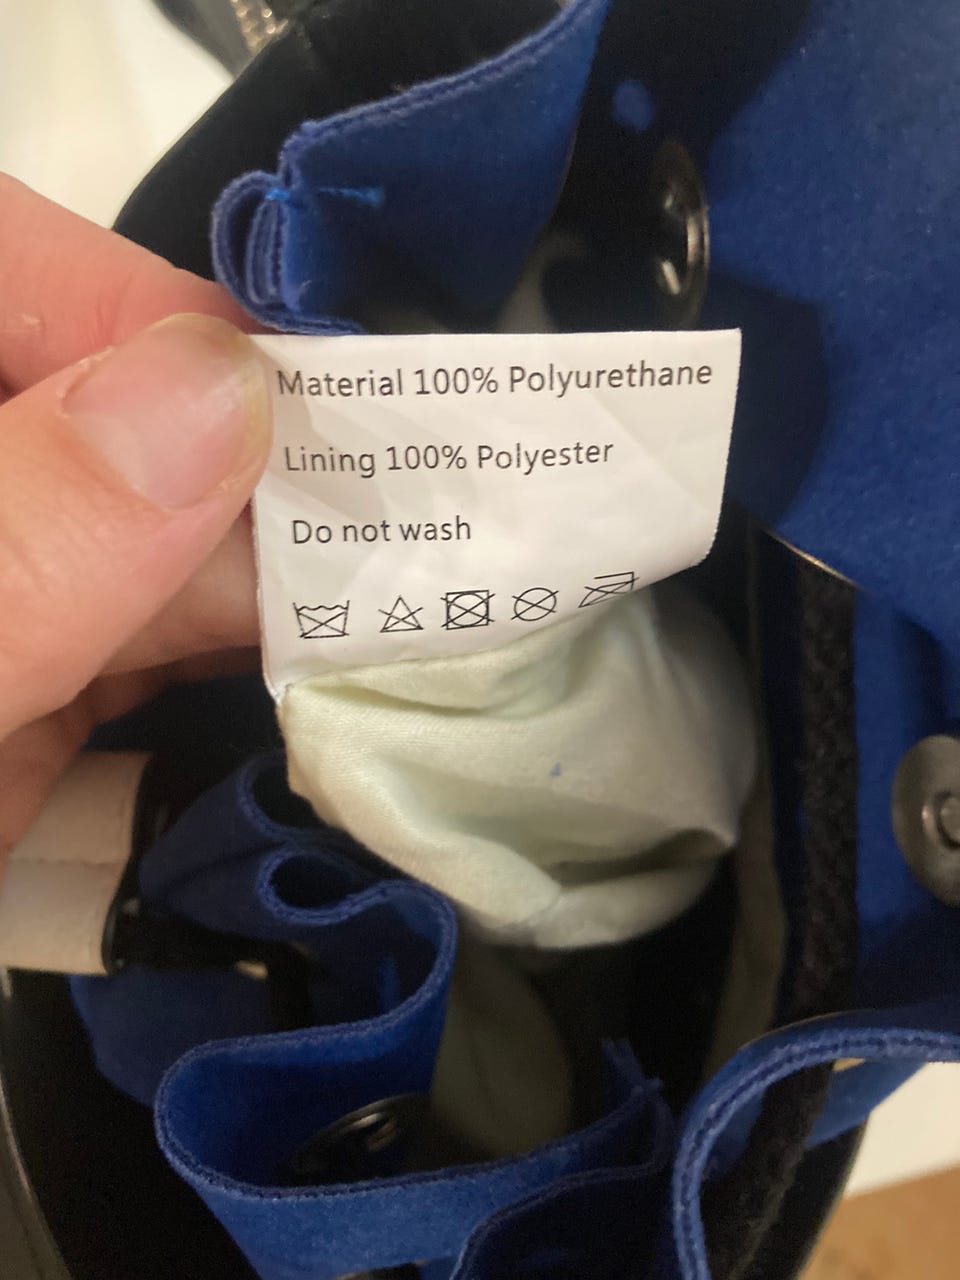 Material 100% Polyurethane
Lining 100% Polyester
Do not wash